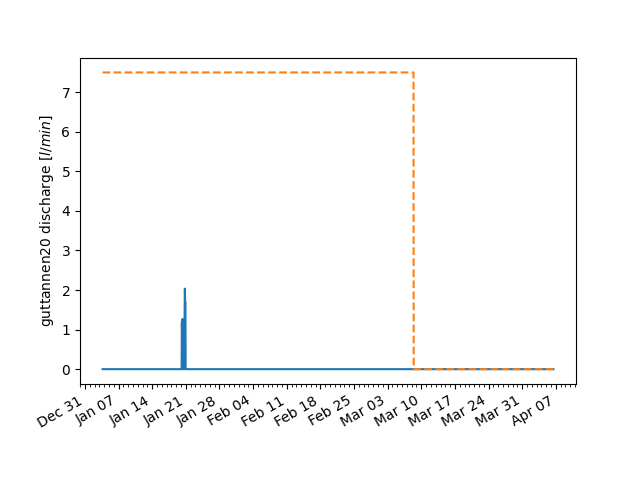 guttannen20 discharge [l/min]
7
6
5
4
3
2
1
0
Dec 31
Jan 07
Jan 14
Jan 21
Jan 28
Feb 04
Feb 11
Feb 18
Feb 25
Mar 03
Mar 10
Mar 17
Mar 24
Mar 31
Apr 07